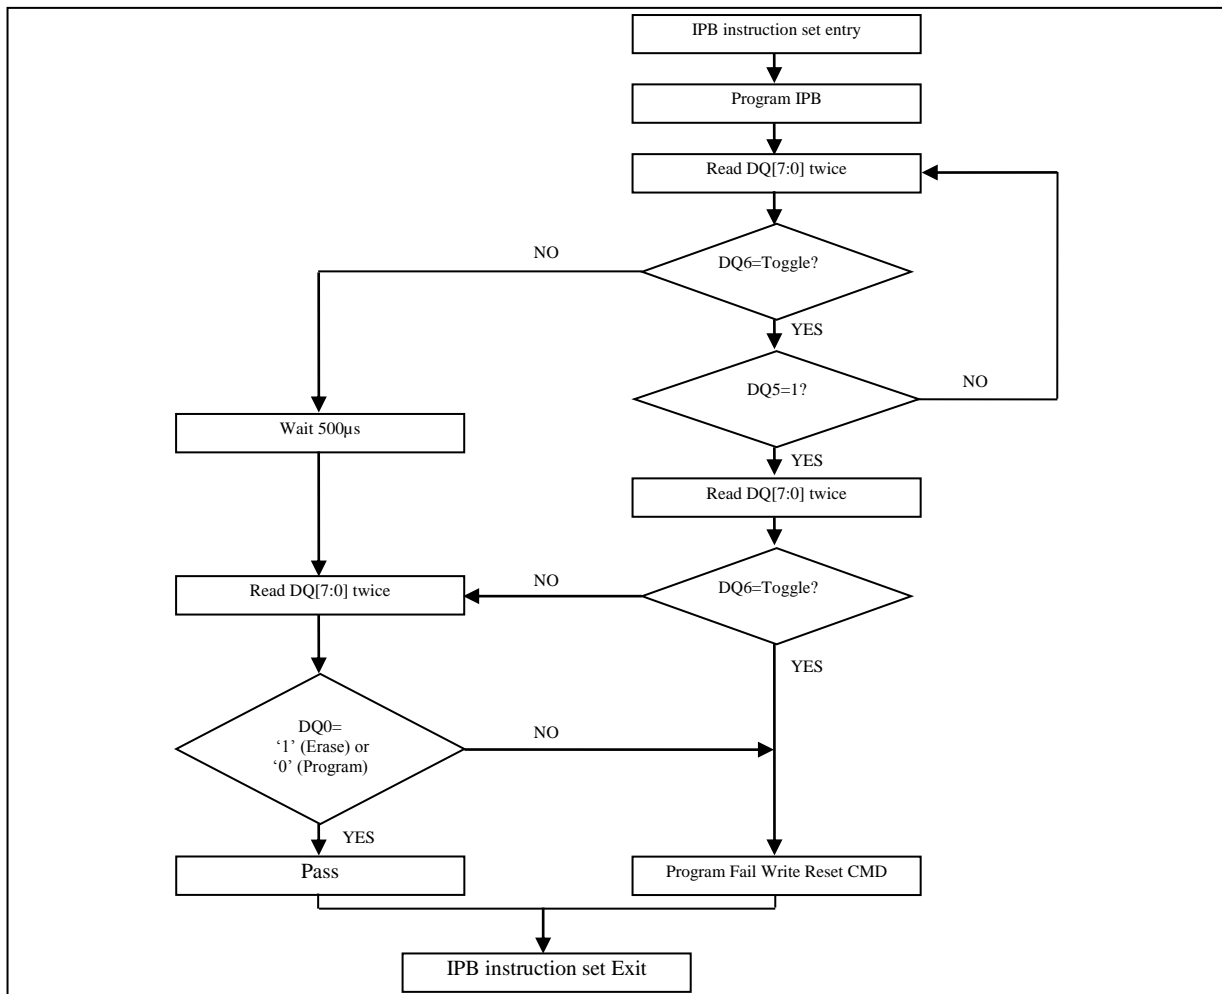 IPB instruction set entry
Program IPB
Read DQ[7:0] twice
NO
DQ6=Toggle?
YES
DQ5=1?
NO
Wait 500µs
YES
Read DQ[7:0] twice
Read DQ[7:0] twice
NO
DQ6=Toggle?
YES
DQ0=
‘1’ (Erase) or
‘0’ (Program)
NO
YES
Pass
Program Fail Write Reset CMD
IPB instruction set Exit